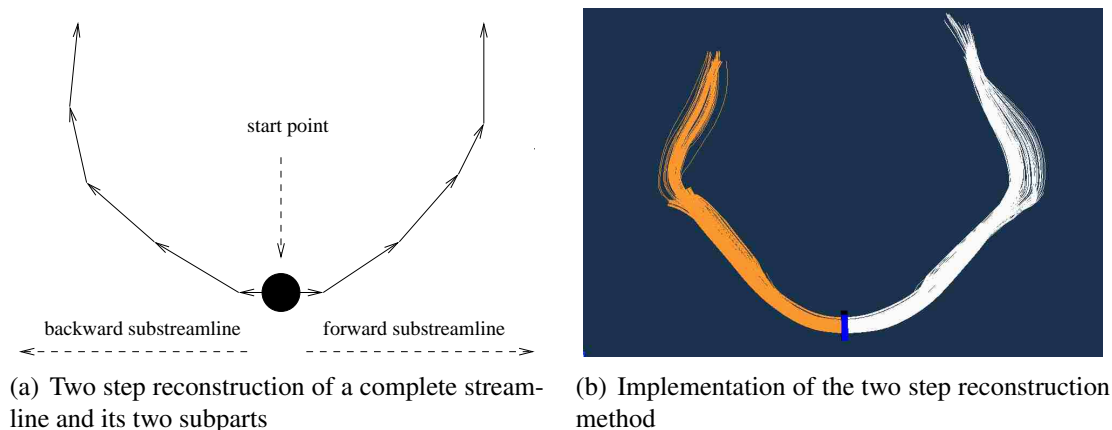 start point
backward substreamline
forward substreamline
(a) Two step reconstruction of a complete stream-
line and its two subparts
(b) Implementation of the two step reconstruction
method